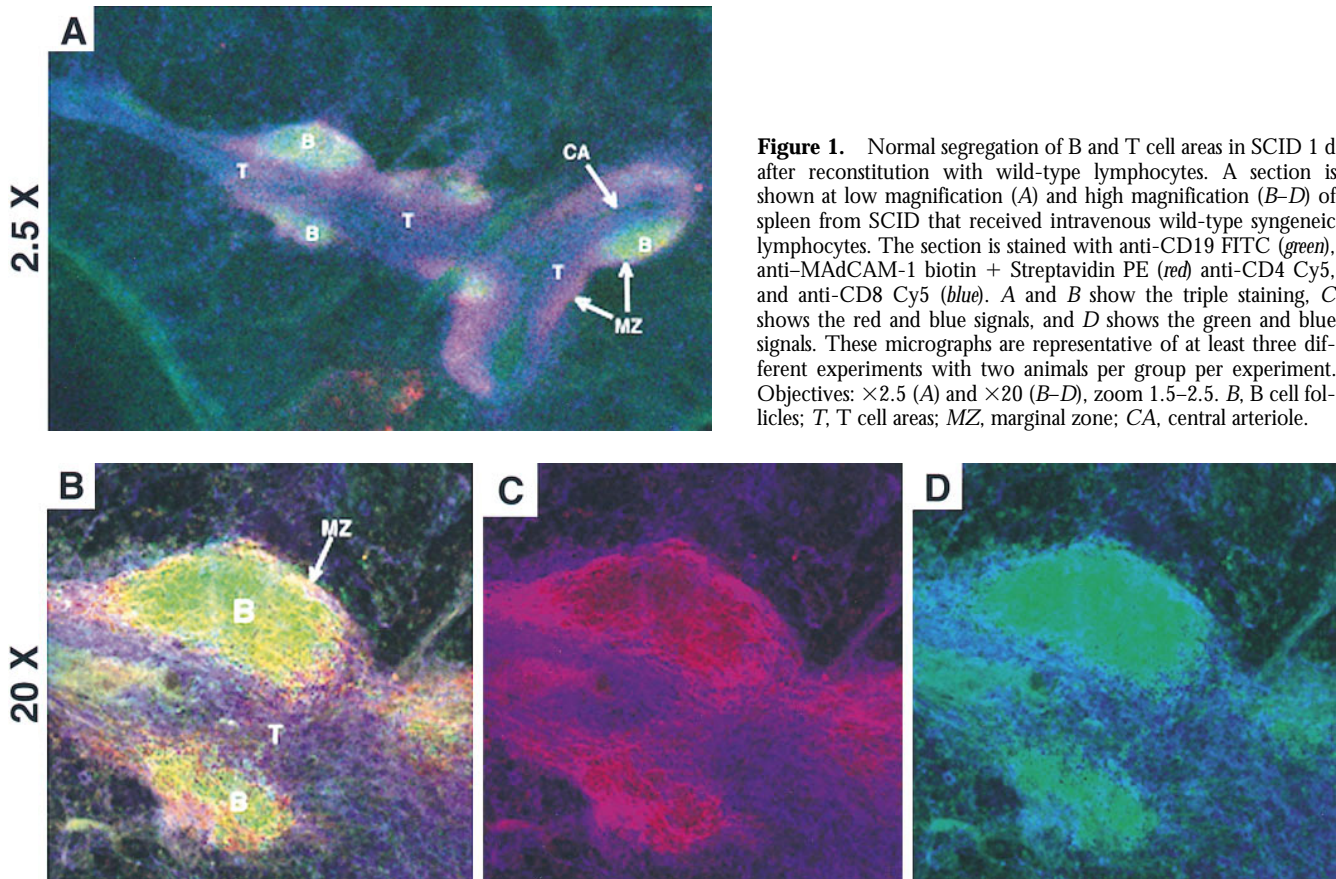 A
2.5 X
B
T
B
T
CA
B
T
MZ
Figure 1. Normal segregation of B and T cell areas in SCID 1 d
after reconstitution with wild-type lymphocytes. A section is
shown at low magnification (A) and high magnification (B–D) of
spleen from SCID that received intravenous wild-type syngeneic
lymphocytes. The section is stained with anti-CD19 FITC (green),
anti–MAdCAM-1 biotin + Streptavidin PE (red) anti-CD4 Cy5,
and anti-CD8 Cy5 (blue). A and B show the triple staining, C
shows the red and blue signals, and D shows the green and blue
signals. These micrographs are representative of at least three dif-
ferent experiments with two animals per group per experiment.
Objectives: ×2.5 (A) and ×20 (B–D), zoom 1.5–2.5. B, B cell fol-
licles; T, T cell areas; MZ, marginal zone; CA, central arteriole.
B
20 X
MZ
B
T
B
C
D